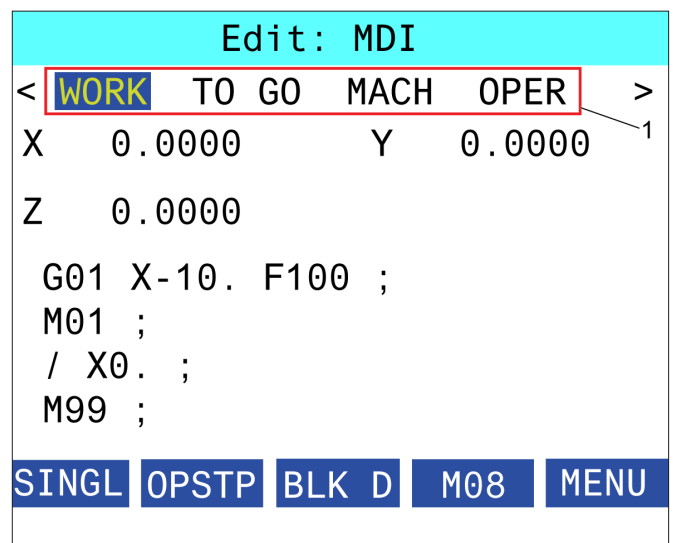 Edit: MDI
< WORK TO GO MACH OPER >
1
X 0.0000 Y 0.0000
Z 0.0000
G01 X-10. F100 ;
M01 ;
/ X0. ;
M99 ;
SINGL OPSTP BLK D M08 MENU